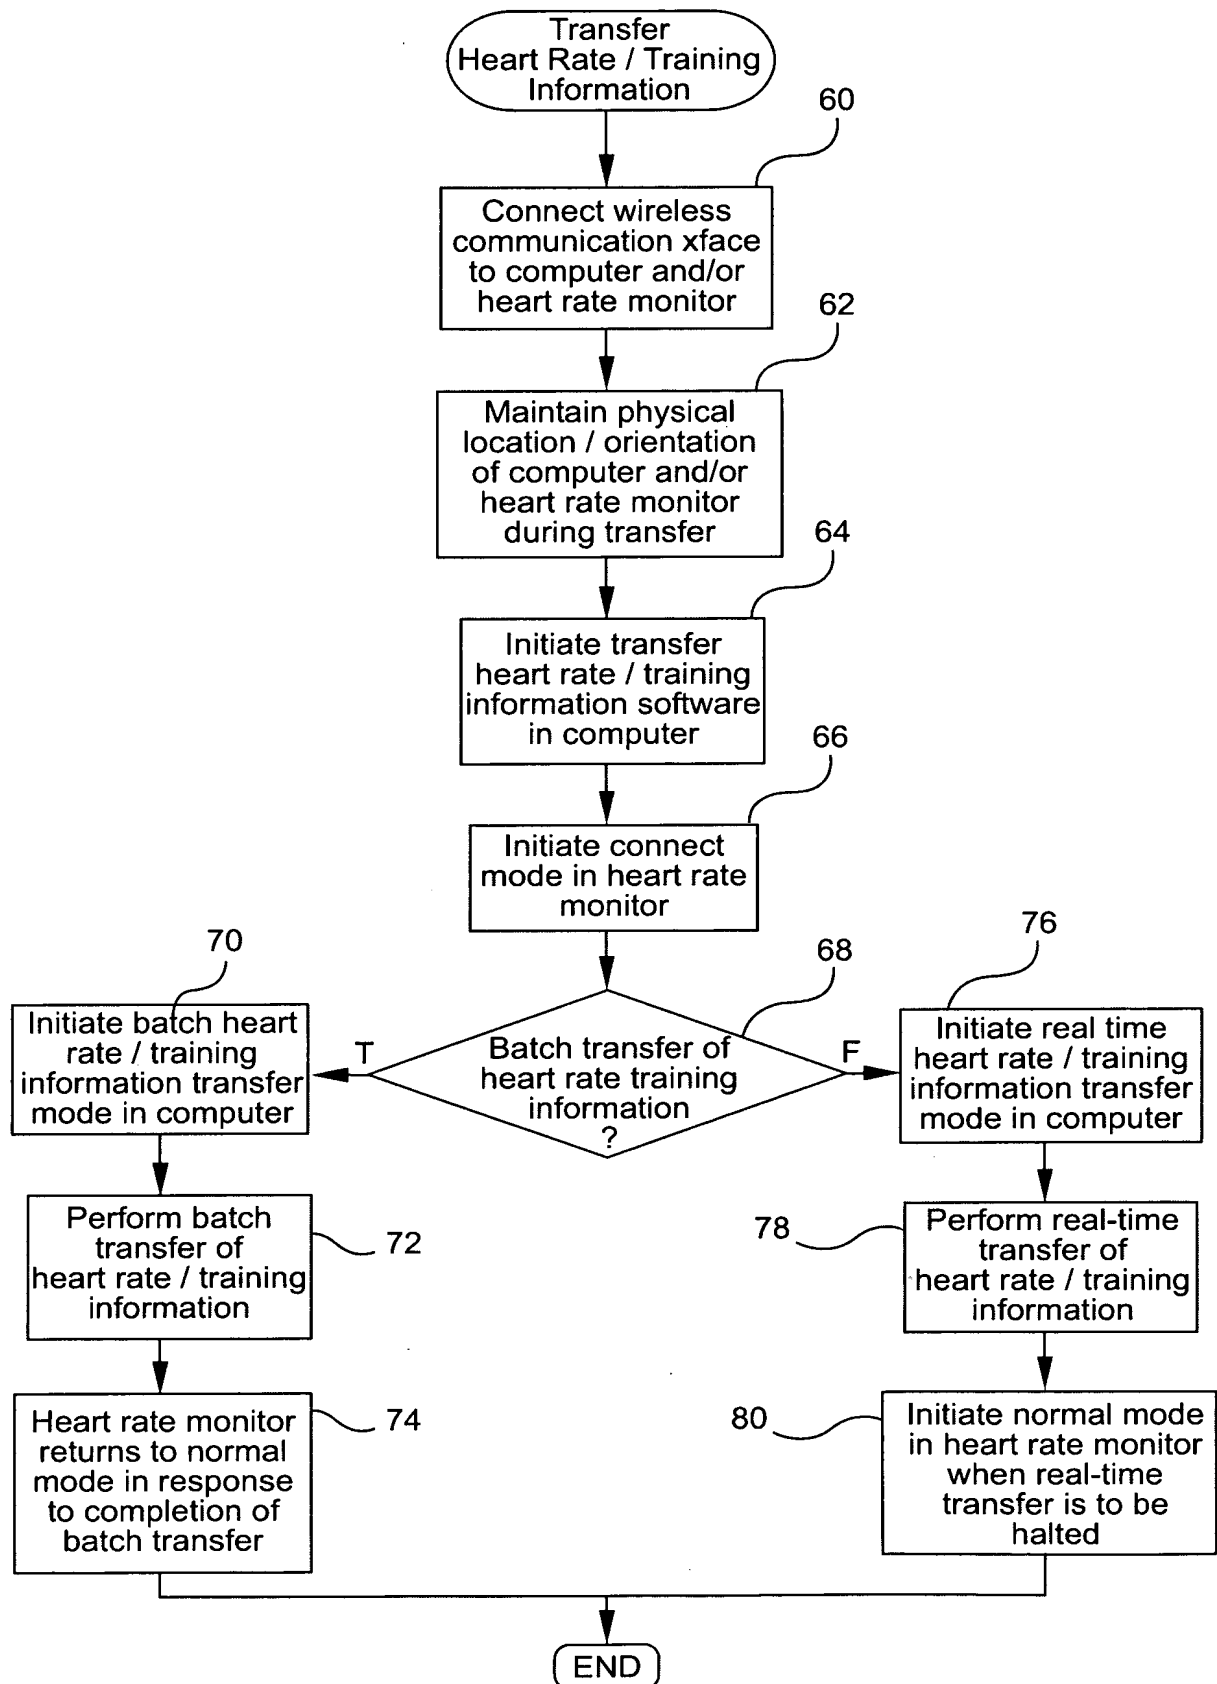 Transfer
Heart Rate / Training
Information
60
Connect wireless
communication xface
to computer and/or
heart rate monitor
62
Maintain physical
location / orientation
of computer and/or
heart rate monitor
during transfer
64
Initiate transfer
heart rate / training
information software
in computer
66
Initiate connect
mode in heart rate
monitor
68
Batch transfer of
heart rate training
information
?
T
F
70
Initiate batch heart
rate / training
information transfer
mode in computer
72
Perform batch
transfer of
heart rate / training
information
74
Heart rate monitor
returns to normal
mode in response
to completion of
batch transfer
76
Initiate real time
heart rate / training
information transfer
mode in computer
78
Perform real-time
transfer of
heart rate / training
information
80
Initiate normal mode
in heart rate monitor
when real-time
transfer is to be
halted
END